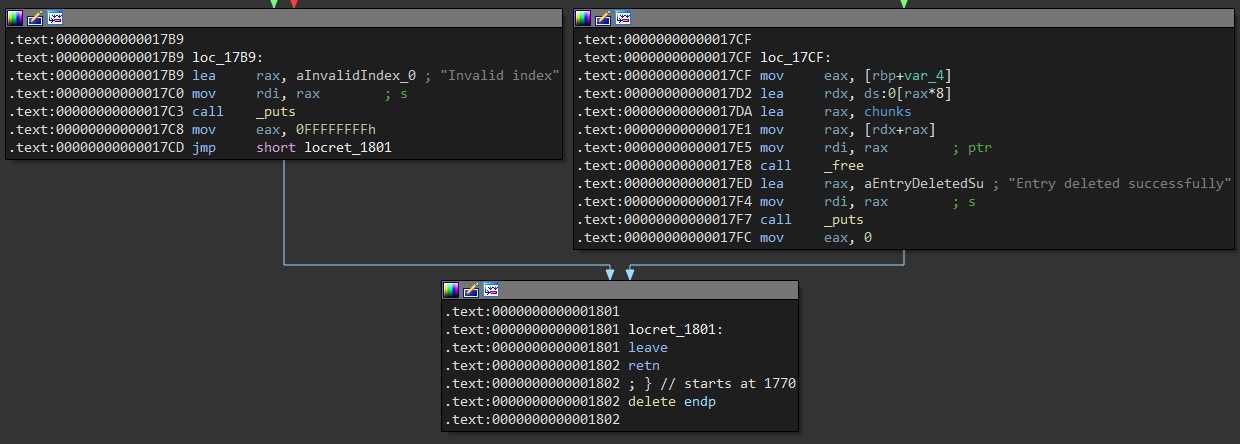 .text:00000000000017B9
.text:00000000000017B9 loc_17B9:
.text:00000000000017B9 lea     rax, aInvalidIndex_0 ; "Invalid index"
.text:00000000000017C0 mov     rdi, rax        ; s
.text:00000000000017C3 call    _puts
.text:00000000000017C8 mov     eax, 0FFFFFFFFh
.text:00000000000017CD jmp     short locret_1801
.text:00000000000017CF
.text:00000000000017CF loc_17CF:
.text:00000000000017CF mov     eax, [rbp+var_4]
.text:00000000000017D2 lea     rdx, ds:0[rax*8]
.text:00000000000017DA lea     rax, chunks
.text:00000000000017E1 mov     rax, [rdx+rax]
.text:00000000000017E5 mov     rdi, rax        ; ptr
.text:00000000000017E8 call    _free
.text:00000000000017ED lea     rax, aEntryDeletedSu ; "Entry deleted successfully"
.text:00000000000017F4 mov     rdi, rax        ; s
.text:00000000000017F7 call    _puts
.text:00000000000017FC mov     eax, 0
.text:0000000000001801
.text:0000000000001801 locret_1801:
.text:0000000000001801 leave
.text:0000000000001802 retn
.text:0000000000001802 ; } // starts at 1770
.text:0000000000001802 delete endp
.text:0000000000001802